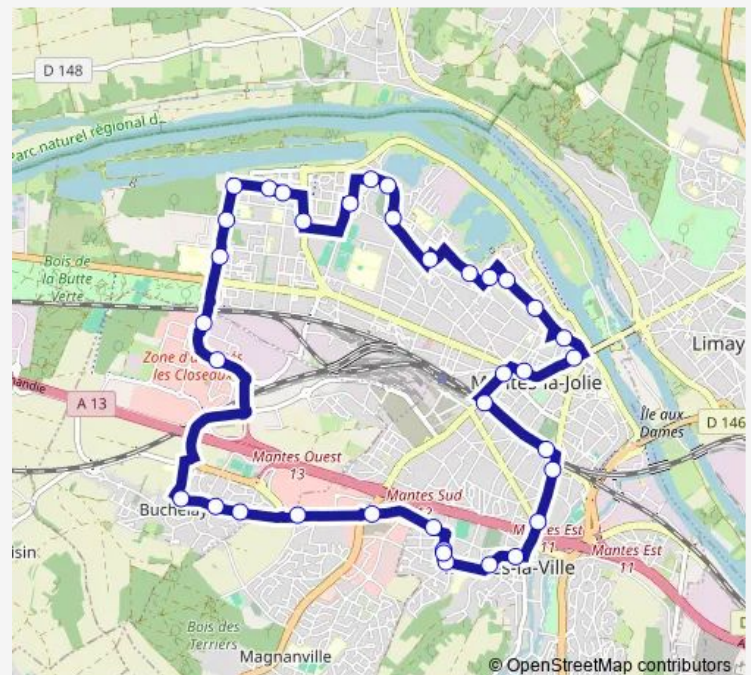 D 148
Parc naturel régional d
Bois de
la Butte
Verte
Limay
les Closeaux
A 13
Mantes-la-Jolie
Île aux
Dames
D 146
Mantes Ouest
13
Mantes Sud
Buchelay
Mantes Est
11
Mantes Est
11
-la-Ville
Bois des
Terriers
Magnanville
© OpenStreetMap contributors